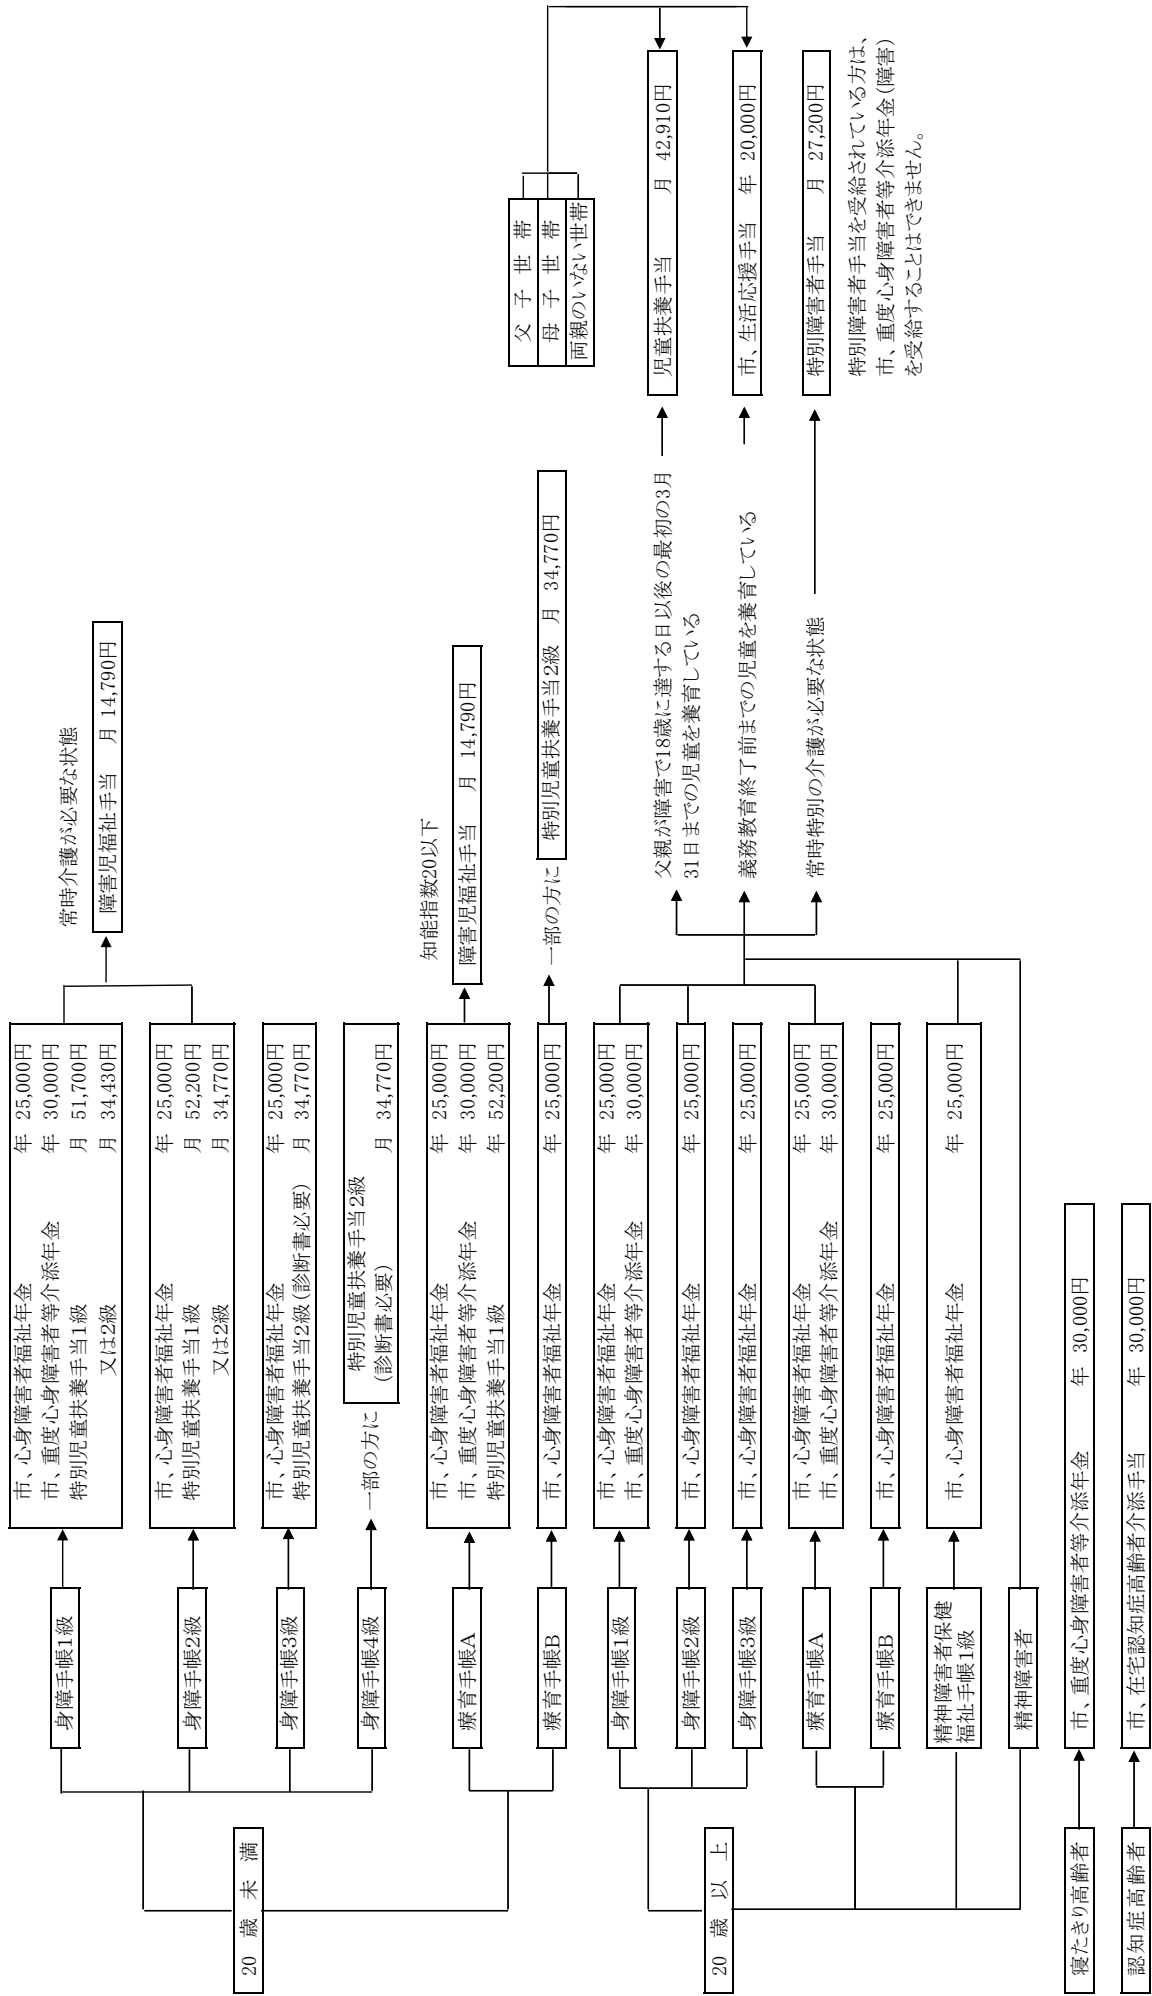 20 歳 未 満
身障手帳1級
市、心身障害者福祉年金 年 25,000円
市、重度心身障害者等介添年金 年 30,000円
特別児童扶養手当1級 月 51,700円
又は2級 月 34,430円
常時介護が必要な状態
障害児福祉手当 月 14,790円
身障手帳2級
市、心身障害者福祉年金 年 25,000円
特別児童扶養手当1級 月 52,200円
又は2級 月 34,770円
身障手帳3級
市、心身障害者福祉年金 年 25,000円
特別児童扶養手当2級(診断書必要) 月 34,770円
身障手帳4級
一部の方に
特別児童扶養手当2級
(診断書必要) 月 34,770円
療育手帳A
市、心身障害者福祉年金 年 25,000円
市、重度心身障害者等介添年金 年 30,000円
特別児童扶養手当1級 年 52,200円
知能指数20以下
障害児福祉手当 月 14,790円
療育手帳B
市、心身障害者福祉年金 年 25,000円
一部の方に
特別児童扶養手当2級 月 34,770円
20 歳 以 上
身障手帳1級
市、心身障害者福祉年金 年 25,000円
市、重度心身障害者等介添年金 年 30,000円
身障手帳2級
市、心身障害者福祉年金 年 25,000円
身障手帳3級
市、心身障害者福祉年金 年 25,000円
療育手帳A
市、心身障害者福祉年金 年 25,000円
市、重度心身障害者等介添年金 年 30,000円
療育手帳B
市、心身障害者福祉年金 年 25,000円
精神障害者保健
福祉手帳1級
市、心身障害者福祉年金 年 25,000円
精神障害者
父親が障害で18歳に達する日以後の最初の3月
31日までの児童を養育している
義務教育終了前までの児童を養育している
常時特別の介護が必要な状態
父 子 世 帯
母 子 世 帯
両親のいない世帯
児童扶養手当 月 42,910円
市、生活応援手当 年 20,000円
特別障害者手当 月 27,200円
特別障害者手当を受給されている方は、
市、重度心身障害者等介添年金(障害)
を受給することはできません。
寝たきり高齢者
市、重度心身障害者等介添年金 年 30,000円
認知症高齢者
市、在宅認知症高齢者介添手当 年 30,000円